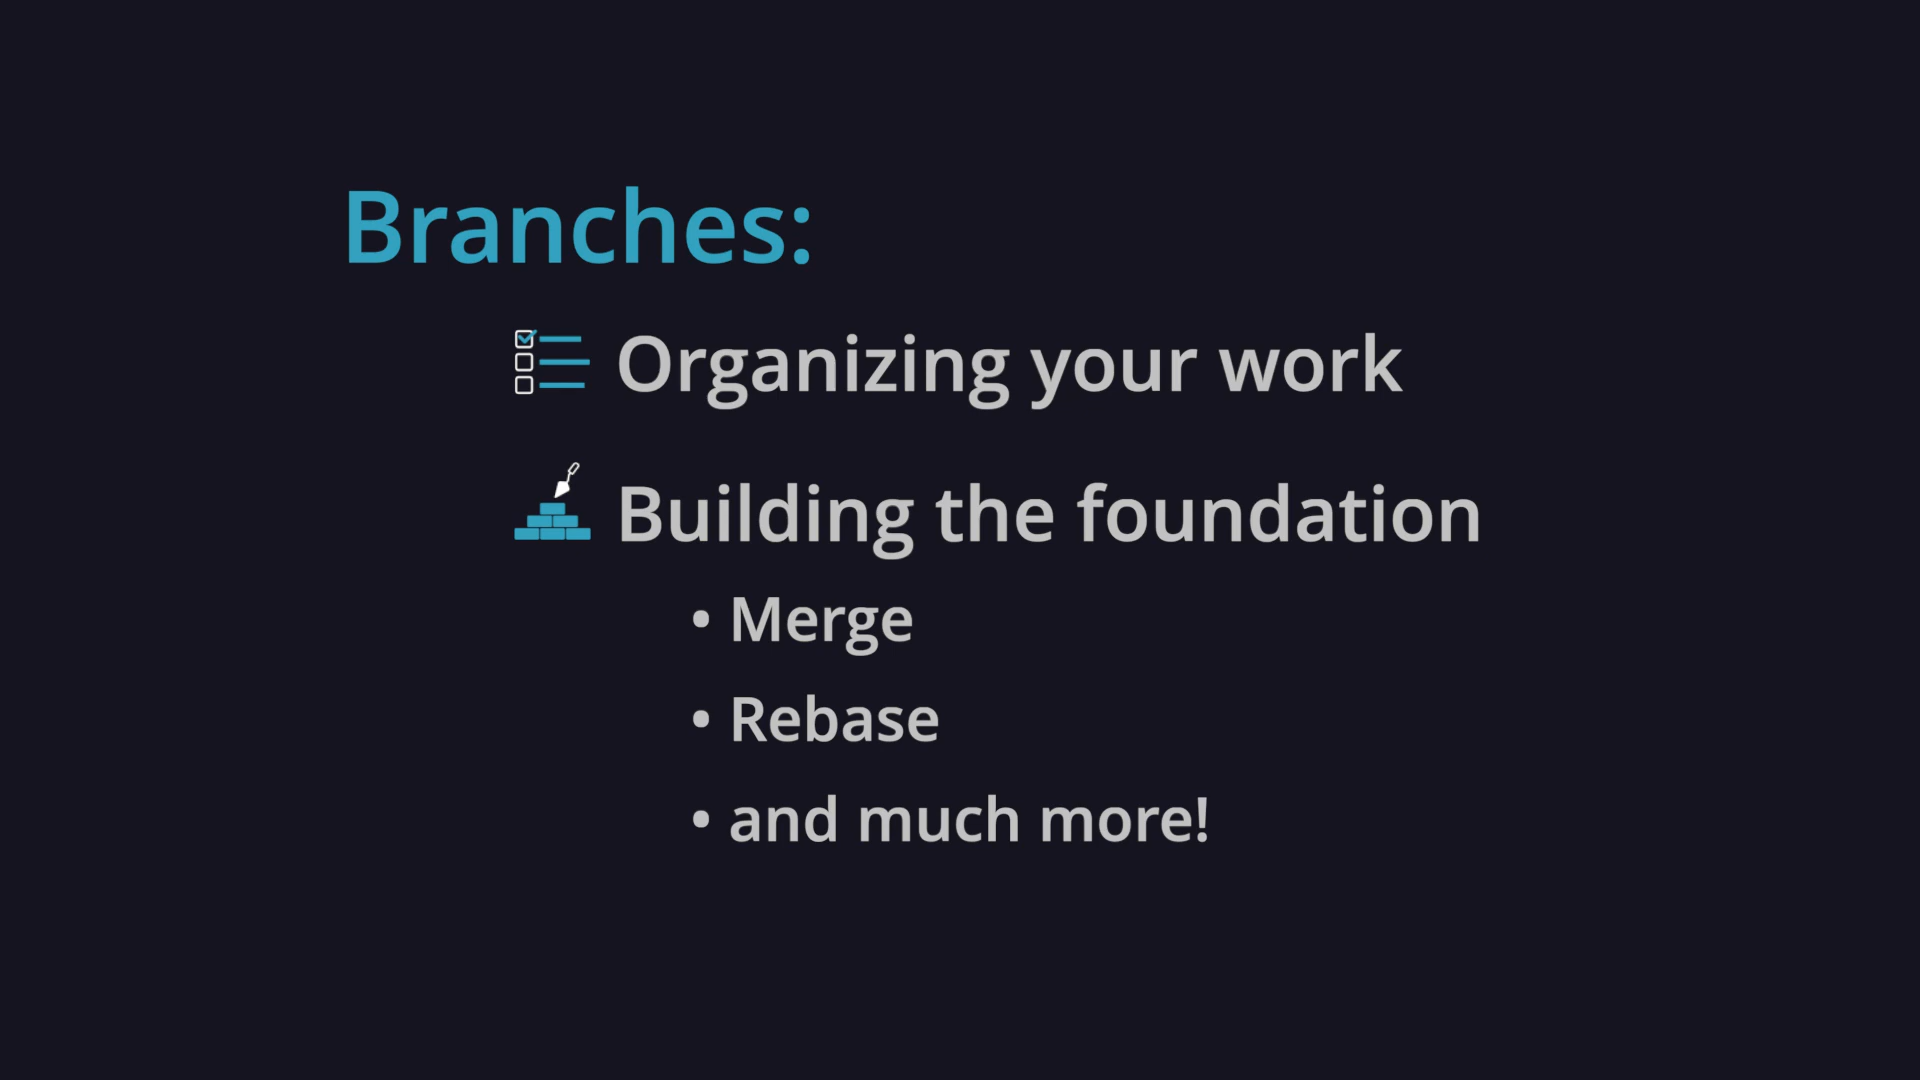 Branches:
Organizing your work
Building the foundation
• Merge
• Rebase
• and much more!